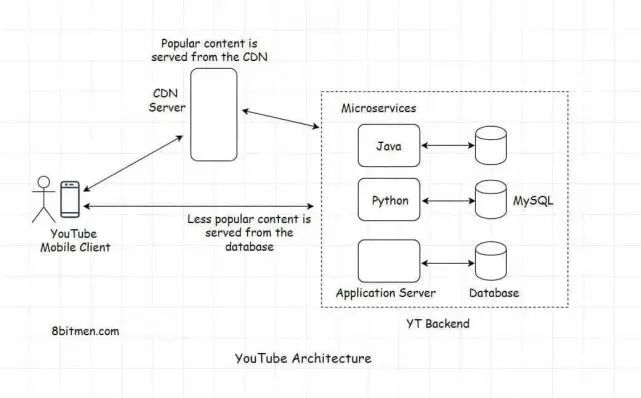 Popular content is
served from the CDN
CDN
Server
Microservices
Java
Python
MySQL
Less popular content is
served from the
database
YouTube
Mobile Client
Application Server
Database
8bitmen.com
YT Backend
YouTube Architecture